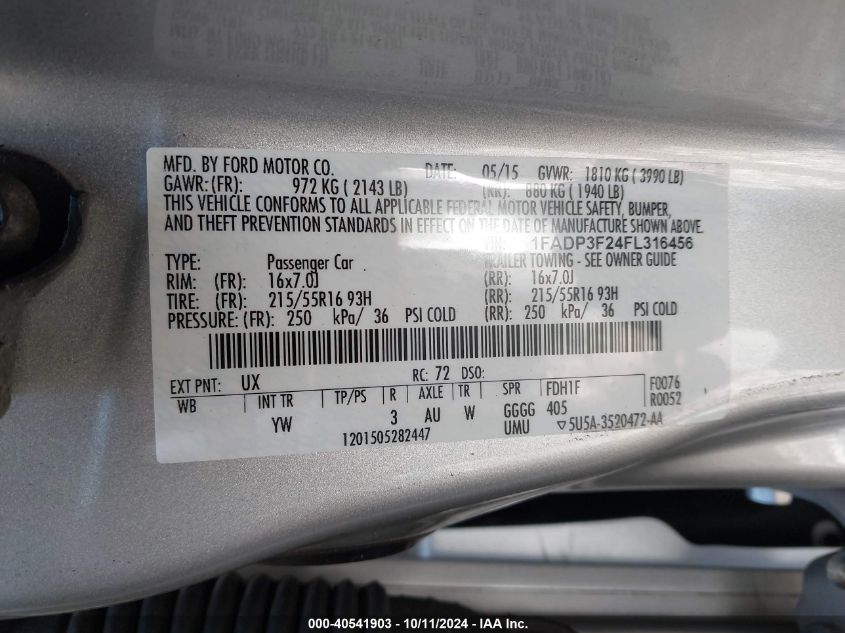 MFD. BY FORD MOTOR CO. DATE: 05/15 GVWR: 1810 KG ( 3990 LB)
GAWR: (FR): 972 KG ( 2143 LB) (RR): 880 KG ( 1940 LB)
THIS VEHICLE CONFORMS TO ALL APPLICABLE FEDERAL MOTOR VEHICLE SAFETY, BUMPER,
AND THEFT PREVENTION STANDARDS IN EFFECT ON THE DATE OF MANUFACTURE SHOWN ABOVE.
VIN: 1FADP3F24FL316456
TYPE: Passenger Car TRAILER TOWING - SEE OWNER GUIDE
RIM: (FR): 16x7.0J (RR): 16x7.0J
TIRE: (FR): 215/55R16 93H (RR): 215/55R16 93H
PRESSURE: (FR): 250 kPa/ 36 PSI COLD (RR): 250 kPa/ 36 PSI COLD
EXT PNT: UX RC: 72 DSO: FDH1F F0076
WB INT TR TP/PS R AXLE TR SPR R0052
YW 3 AU W GGGG 405
1201505282447 UMU ▽5U5A-3520472-AA
000-40541903 - 10/11/2024 - IAA Inc.